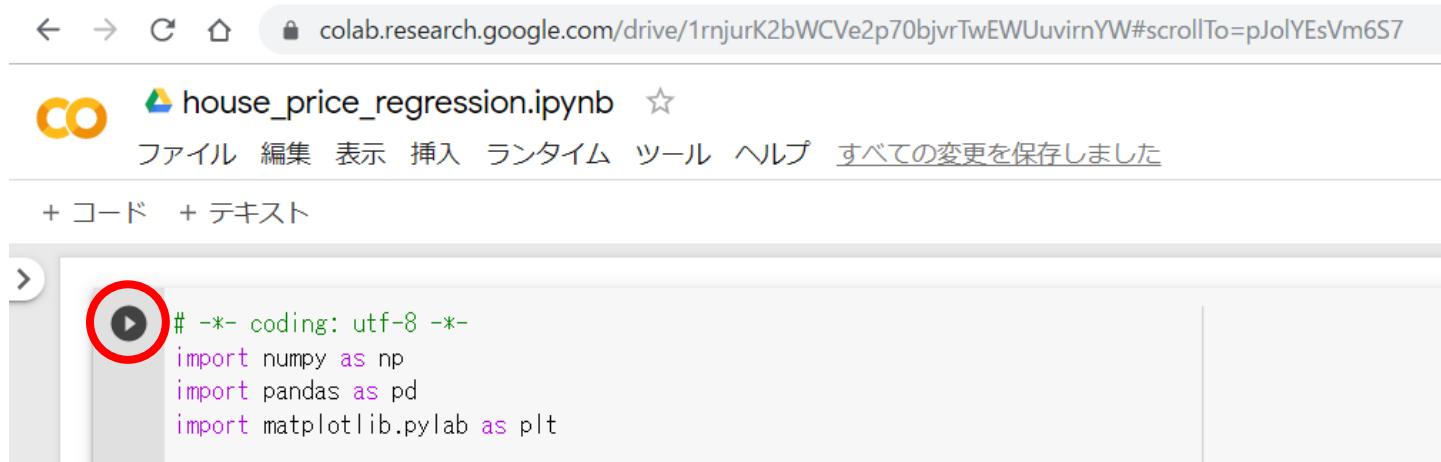 colab.research.google.com/drive/1rnjurK2bWCVe2p70bjvrTwEWUuvirnYW#scrollTo=pJolYEsVm6S7
house_price_regression.ipynb
ファイル 編集 表示 挿入 ランタイム ツール ヘルプ すべての変更を保存しました
+ コード + テキスト
# -*- coding: utf-8 -*-
import numpy as np
import pandas as pd
import matplotlib.pylab as plt